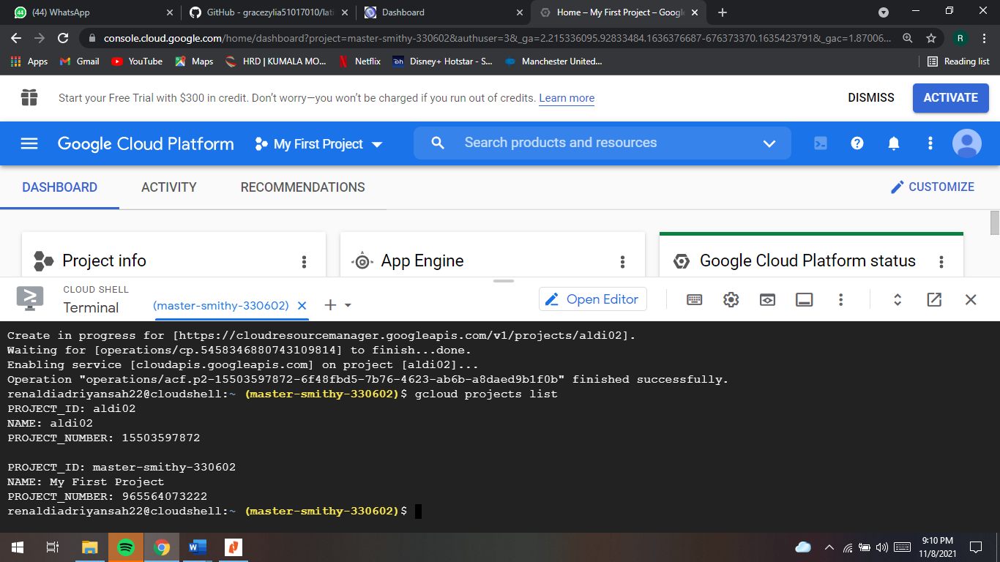 (44) WhatsApp
GitHub - gracezylia51017010/lati
Dashboard
Home – My First Project – Google
console.cloud.google.com/home/dashboard?project=master-smithy-330602&authuser=3&_ga=2.215336095.92833484.1636376687-676373370.1635423791&_gac=1.87006...
R
Apps
Gmail
YouTube
Maps
HRD | KUMALA MO...
Netflix
Disney+ Hotstar - S...
Manchester United...
Reading list
Start your Free Trial with $300 in credit. Don't worry—you won't be charged if you run out of credits. Learn more
DISMISS
ACTIVATE
Google Cloud Platform
My First Project
Search products and resources
DASHBOARD
ACTIVITY
RECOMMENDATIONS
CUSTOMIZE
Project info
App Engine
Google Cloud Platform status
CLOUD SHELL
Terminal
(master-smithy-330602)
Open Editor
Create in progress for [https://cloudresourcemanager.googleapis.com/v1/projects/aldi02].
Waiting for [operations/cp.5458346880743109814] to finish...done.
Enabling service [cloudapis.googleapis.com] on project [aldi02]...
Operation "operations/acf.p2-15503597872-6f48fbd5-7b76-4623-ab6b-a8daed9b1f0b" finished successfully.
renaldiadriyansah22@cloudshell:~ (master-smithy-330602)$ gcloud projects list
PROJECT_ID: aldi02
NAME: aldi02
PROJECT_NUMBER: 15503597872
PROJECT_ID: master-smithy-330602
NAME: My First Project
PROJECT_NUMBER: 965564073222
renaldiadriyansah22@cloudshell:~ (master-smithy-330602)$
9:10 PM
11/8/2021